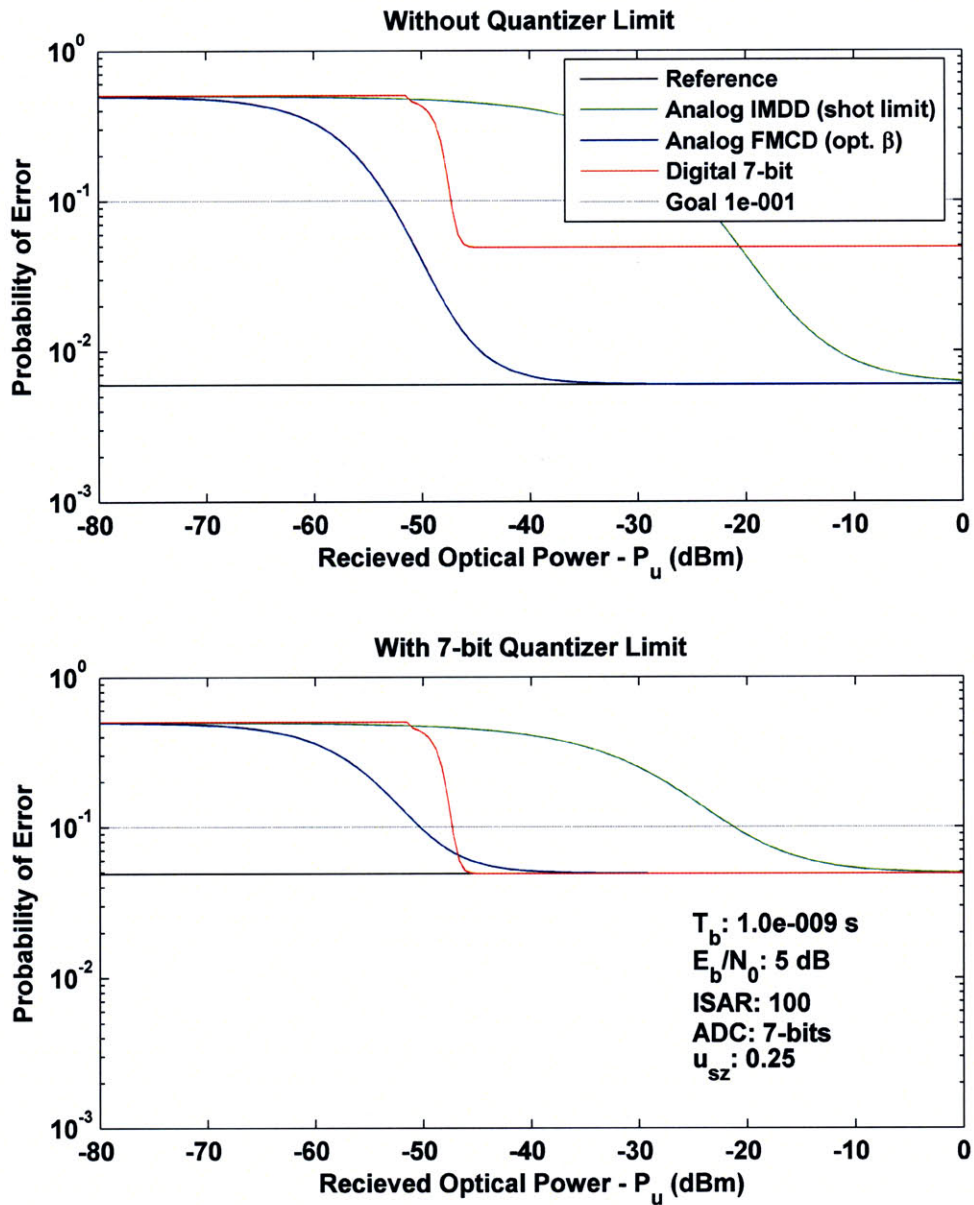 Without Quantizer Limit
10^0
10^-1
10^-2
10^-3
Probability of Error
Reference
Analog IMDD (shot limit)
Analog FMCD (opt. β)
Digital 7-bit
Goal 1e-001
-80 -70 -60 -50 -40 -30 -20 -10 0
Recieved Optical Power - P_u (dBm)
With 7-bit Quantizer Limit
10^0
10^-1
10^-2
10^-3
Probability of Error
T_b: 1.0e-009 s
E_b/N_0: 5 dB
ISAR: 100
ADC: 7-bits
u_sz: 0.25
-80 -70 -60 -50 -40 -30 -20 -10 0
Recieved Optical Power - P_u (dBm)